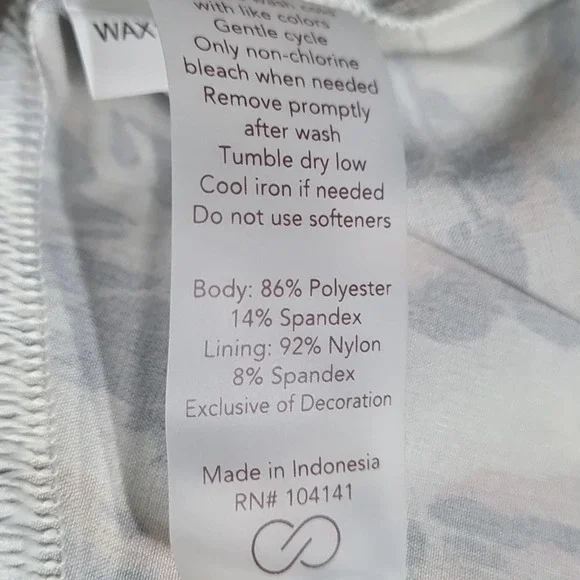 wash
with like colors
Gentle cycle
Only non-chlorine
bleach when needed
Remove promptly
after wash
Tumble dry low
Cool iron if needed
Do not use softeners
Body: 86% Polyester
14% Spandex
Lining: 92% Nylon
8% Spandex
Exclusive of Decoration
Made in Indonesia
RN# 104141
WAX